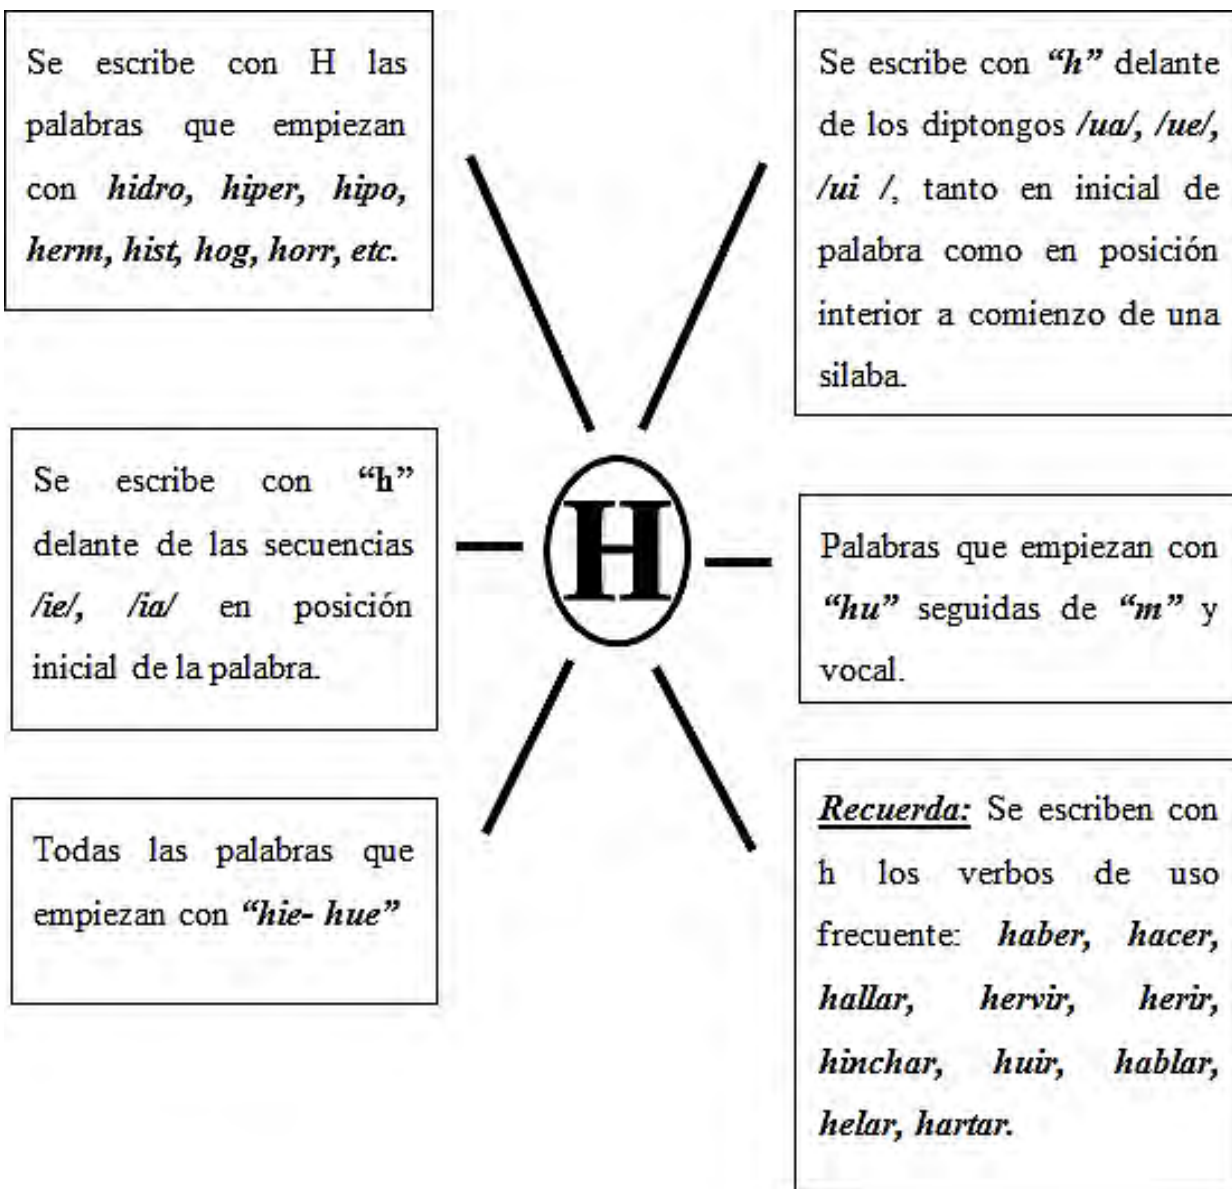 Se escribe con H las
palabras que empiezan
con hidro, hiper, hipo,
herm, hist, hog, horr, etc.
Se escribe con “h” delante
de los diptongos /ua/, /ue/,
/ui /, tanto en inicial de
palabra como en posición
interior a comienzo de una
silaba.
Se escribe con “h”
delante de las secuencias
/ie/, /ia/ en posición
inicial de la palabra.
H
Palabras que empiezan con
“hu” seguidas de “m” y
vocal.
Todas las palabras que
empiezan con “hie- hue”
Recuerda: Se escriben con
h los verbos de uso
frecuente: haber, hacer,
hallar, hervir, herir,
hinchar, huir, hablar,
helar, hartar.